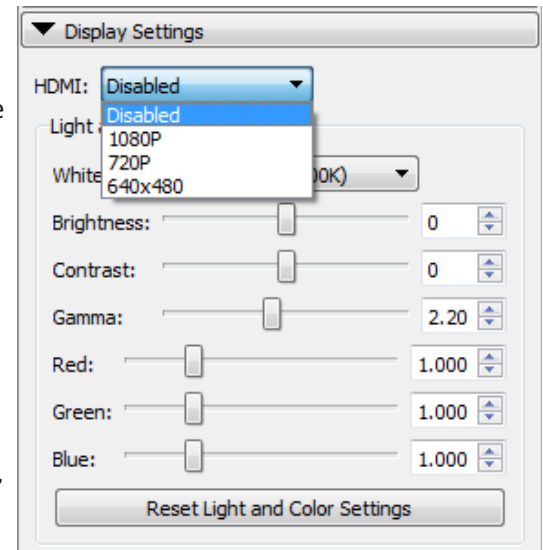 Display Settings
HDMI: Disabled
Disabled
1080P
720P
640x480
Light
White
00K)
Brightness: 0
Contrast: 0
Gamma: 2.20
Red: 1.000
Green: 1.000
Blue: 1.000
Reset Light and Color Settings